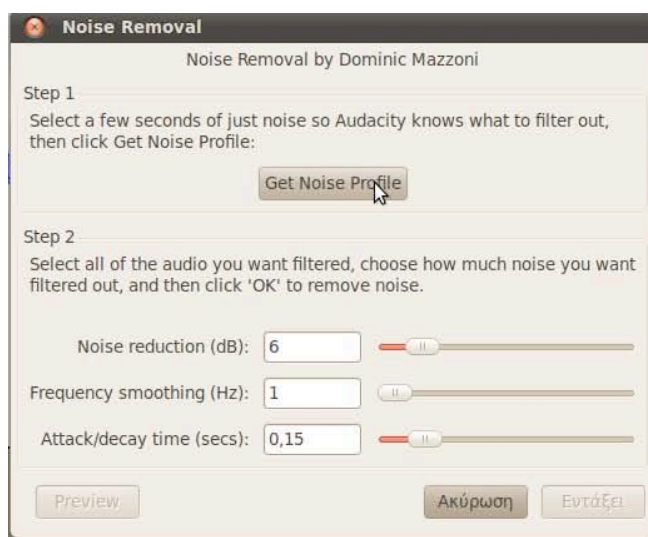 Noise Removal
Noise Removal by Dominic Mazzoni
Step 1
Select a few seconds of just noise so Audacity knows what to filter out,
then click Get Noise Profile:
Get Noise Profile
Step 2
Select all of the audio you want filtered, choose how much noise you want
filtered out, and then click 'OK' to remove noise.
Noise reduction (dB): 6
Frequency smoothing (Hz): 1
Attack/decay time (secs): 0,15
Preview Ακύρωση Εντάξει